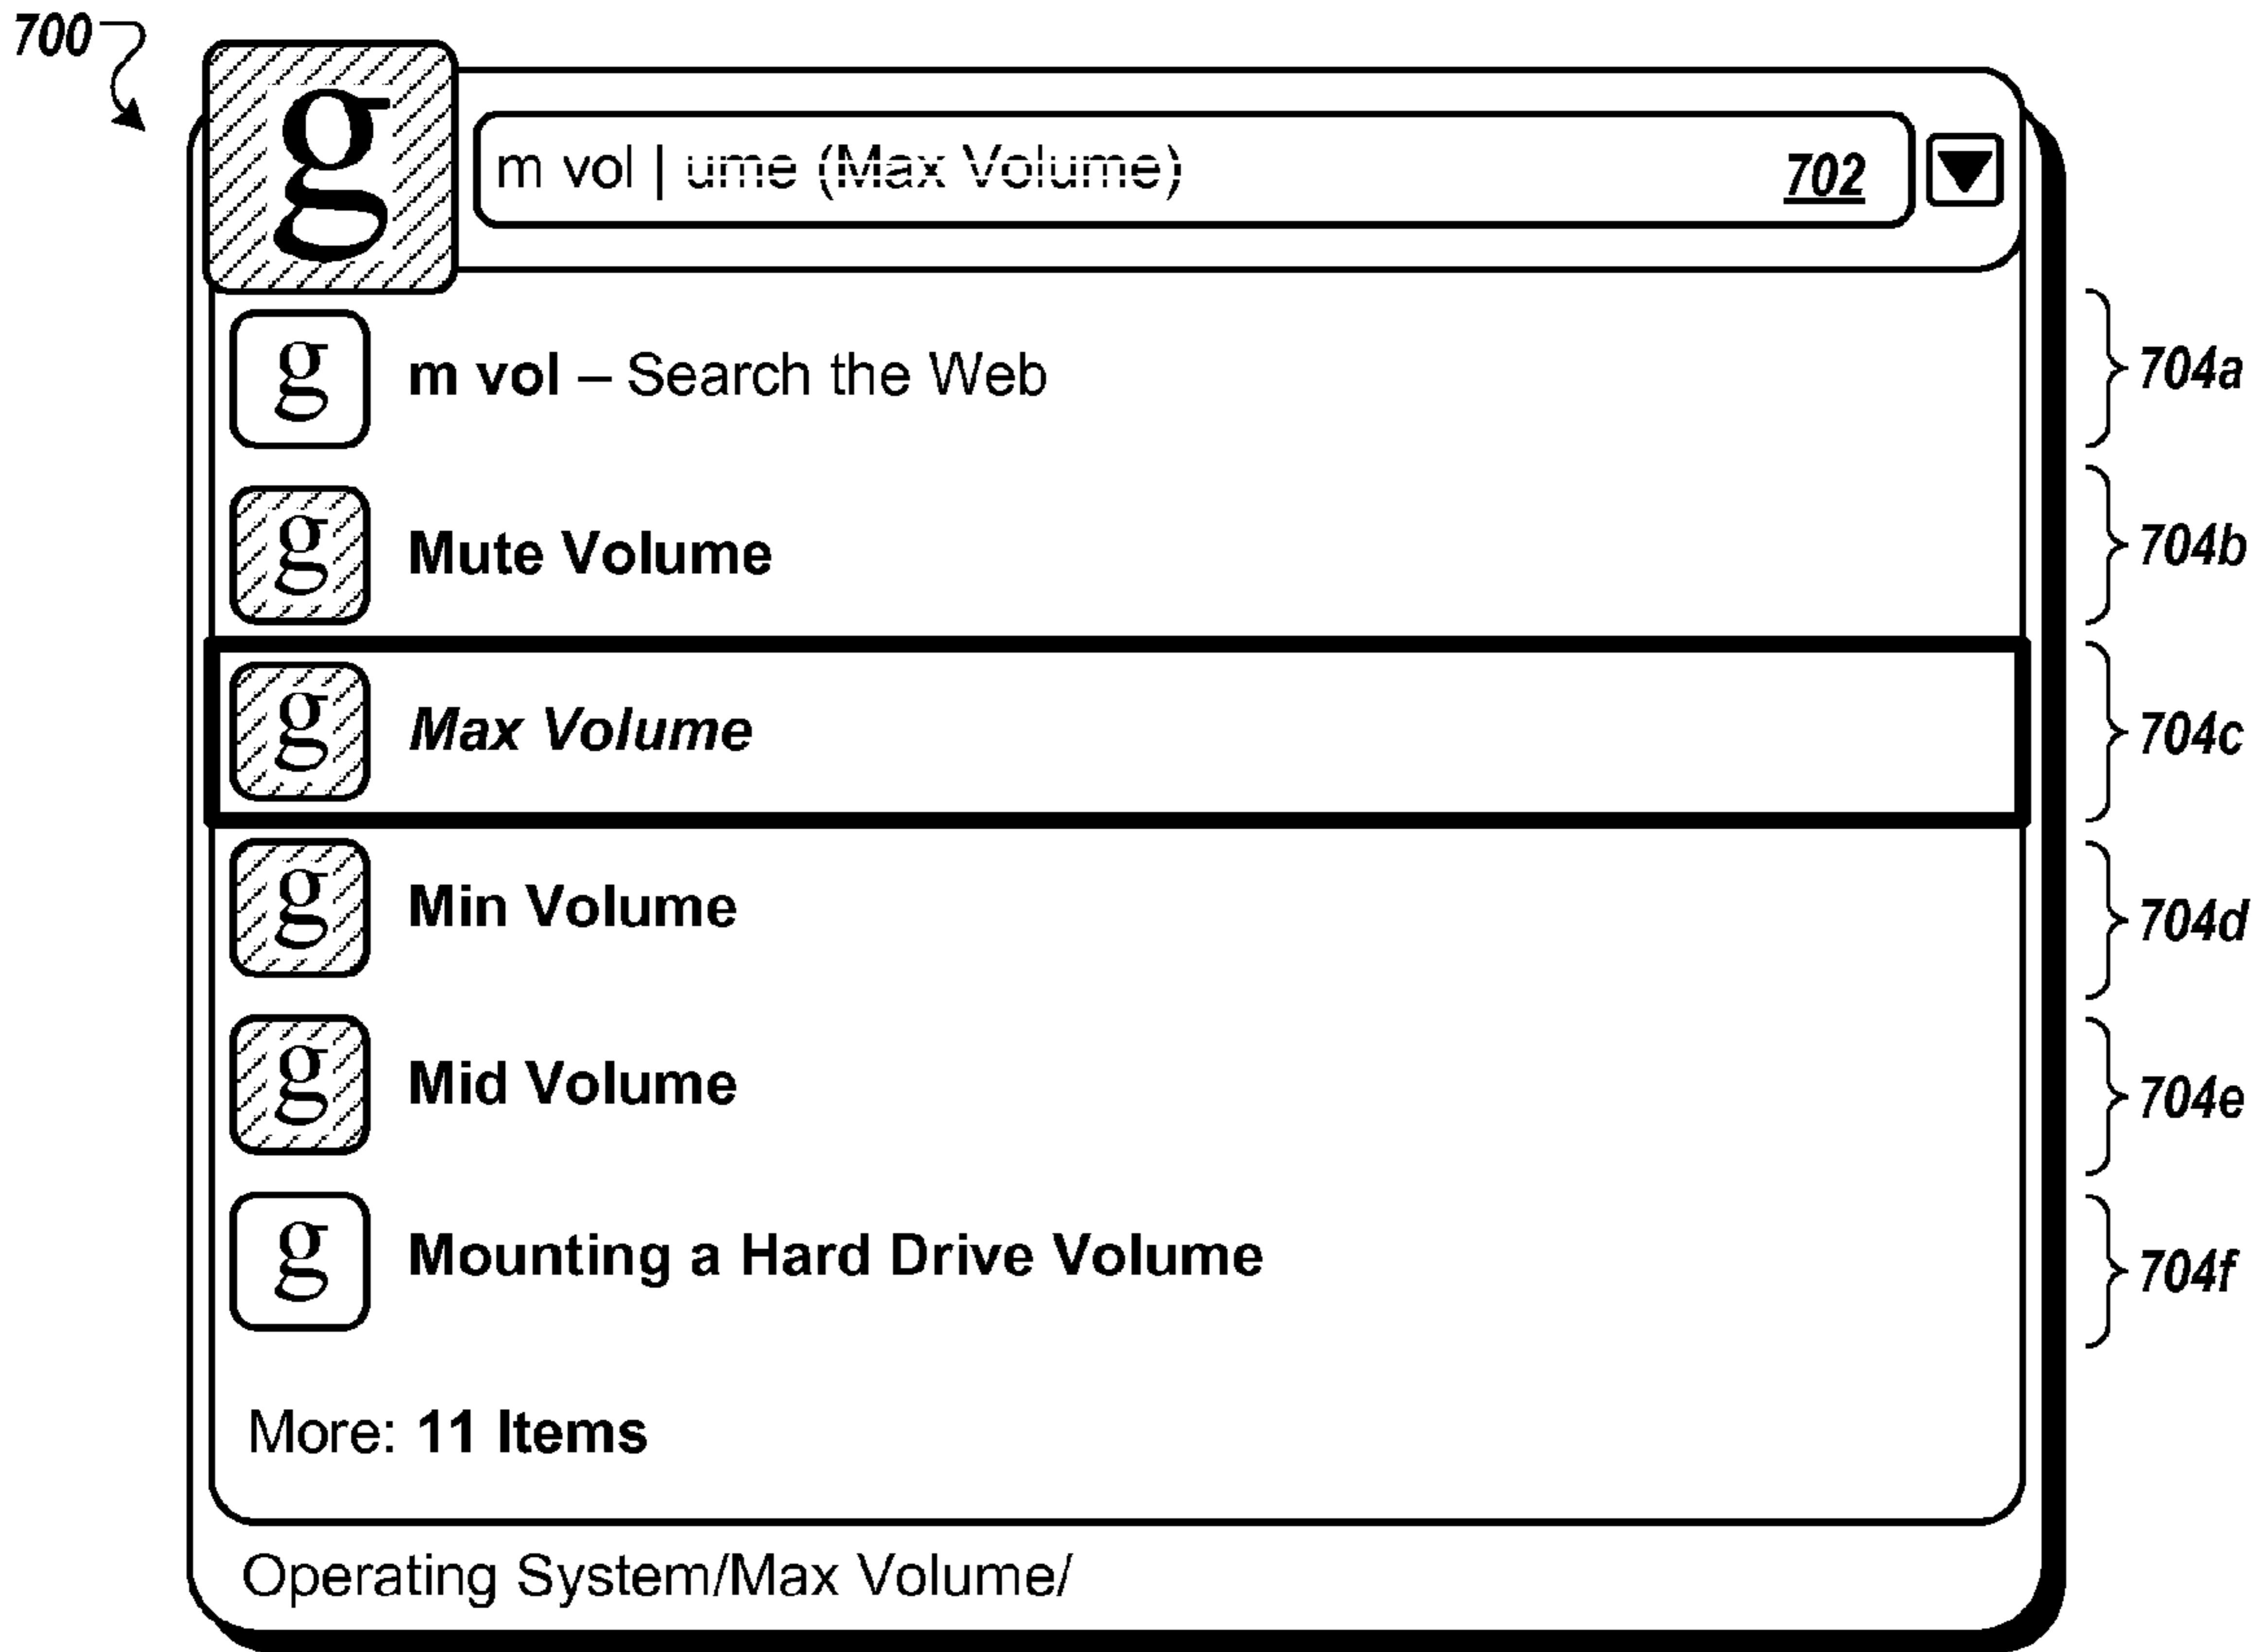 700
g
m vol | ume (Max Volume) 702
g m vol – Search the Web 704a
g Mute Volume 704b
g Max Volume 704c
g Min Volume 704d
g Mid Volume 704e
g Mounting a Hard Drive Volume 704f
More: 11 Items
Operating System/Max Volume/